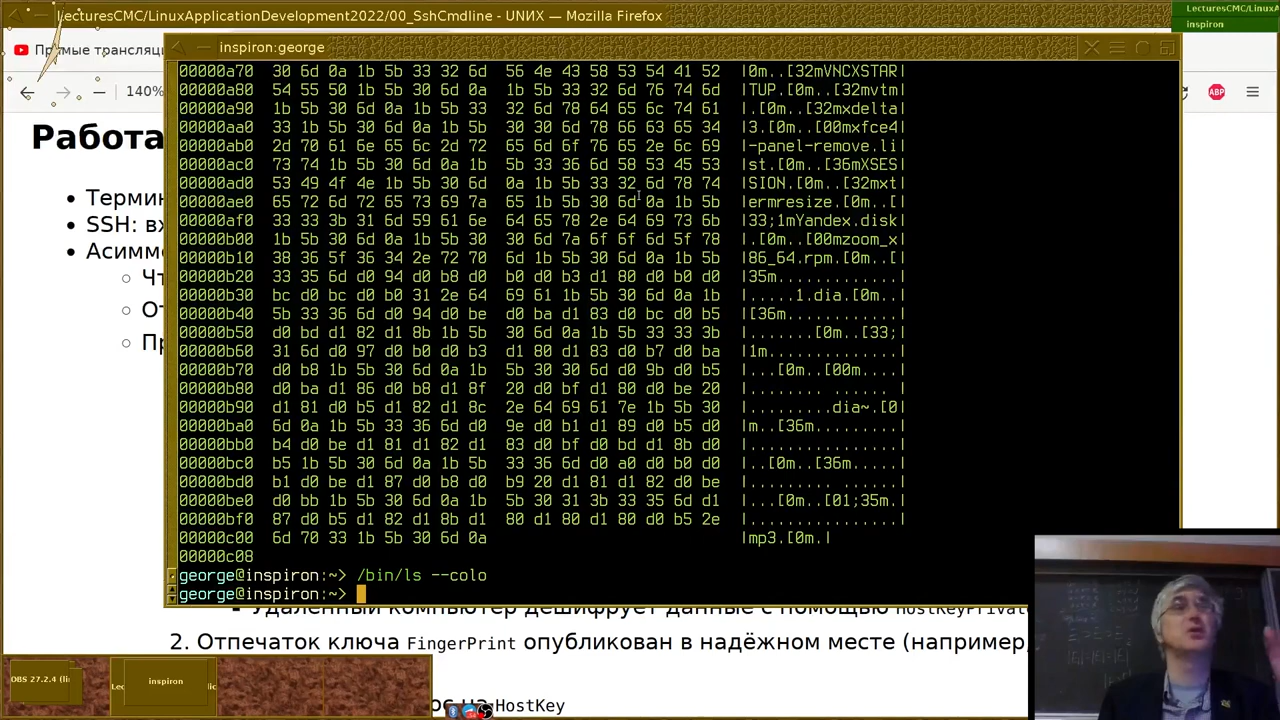 LecturesCMC/LinuxApplicationDevelopment2022/00_SshCmdline - UNИX — Mozilla Firefox
LecturesCMC/LinuxA
inspiron
Прямые трансляци
inspiron:george
140%
ABP
Работа
Термин
SSH: вх
Асимме
Чт
От
Пр
00000a70  30 6d 0a 1b 5b 33 32 6d  56 4e 43 58 53 54 41 52  |0m..[32mVNCXSTAR|
00000a80  54 55 50 1b 5b 30 6d 0a  1b 5b 33 32 6d 76 74 6d  |TUP.[0m..[32mvtm|
00000a90  1b 5b 30 6d 0a 1b 5b 33  32 6d 78 64 65 6c 74 61  |.[0m..[32mxdelta|
00000aa0  33 1b 5b 30 6d 0a 1b 5b  30 30 6d 78 66 63 65 34  |3.[0m..[00mxfce4|
00000ab0  2d 70 61 6e 65 6c 2d 72  65 6d 6f 76 65 2e 6c 69  |-panel-remove.li|
00000ac0  73 74 1b 5b 30 6d 0a 1b  5b 33 36 6d 58 53 45 53  |st.[0m..[36mXSES|
00000ad0  53 49 4f 4e 1b 5b 30 6d  0a 1b 5b 33 32 6d 78 74  |SION.[0m..[32mxt|
00000ae0  65 72 6d 72 65 73 69 7a  65 1b 5b 30 6d 0a 1b 5b  |ermresize.[0m..[|
00000af0  33 33 3b 31 6d 59 61 6e  64 65 78 2e 64 69 73 6b  |33;1mYandex.disk|
00000b00  1b 5b 30 6d 0a 1b 5b 30  30 6d 7a 6f 6f 6d 5f 78  |.[0m..[00mzoom_x|
00000b10  38 36 5f 36 34 2e 72 70  6d 1b 5b 30 6d 0a 1b 5b  |86_64.rpm.[0m..[|
00000b20  33 35 6d d0 94 d0 b8 d0  b0 d0 b3 d1 80 d0 b0 d0  |35m.............|
00000b30  bc d0 bc d0 b0 31 2e 64  69 61 1b 5b 30 6d 0a 1b  |.....1.dia.[0m..|
00000b40  5b 33 36 6d d0 94 d0 be  d0 ba d1 83 d0 bc d0 b5  |[36m............|
00000b50  d0 bd d1 82 d1 8b 1b 5b  30 6d 0a 1b 5b 33 33 3b  |.......[0m..[33;|
00000b60  31 6d d0 97 d0 b0 d0 b3  d1 80 d1 83 d0 b7 d0 ba  |1m..............|
00000b70  d0 b8 1b 5b 30 6d 0a 1b  5b 30 30 6d d0 9b d0 b5  |...[0m..[00m....|
00000b80  d0 ba d1 86 d0 b8 d1 8f  20 d0 bf d1 80 d0 be 20  |........ ...... |
00000b90  d1 81 d0 b5 d1 82 d1 8c  2e 64 69 61 7e 1b 5b 30  |.........dia~.[0|
00000ba0  6d 0a 1b 5b 33 36 6d d0  9e d0 b1 d1 89 d0 b5 d0  |m..[36m.........|
00000bb0  b4 d0 be d1 81 d1 82 d1  83 d0 bf d0 bd d1 8b d0  |................|
00000bc0  b5 1b 5b 30 6d 0a 1b 5b  33 36 6d d0 a0 d0 b0 d0  |..[0m..[36m.....|
00000bd0  b1 d0 be d1 87 d0 b8 d0  b9 20 d1 81 d1 82 d0 be  |......... ......|
00000be0  d0 bb 1b 5b 30 6d 0a 1b  5b 30 31 3b 33 35 6d d1  |...[0m..[01;35m.|
00000bf0  87 d0 b5 d1 82 d1 8b d1  80 d1 80 d1 80 d0 b5 2e  |................|
00000c00  6d 70 33 1b 5b 30 6d 0a                           |mp3.[0m.|
00000c08
george@inspiron:~> /bin/ls --colo
george@inspiron:~>
Удалённый компьютер дешифрует данные с помощью HostKeyPriva
2. Отпечаток ключа FingerPrint опубликован в надёжном месте (например,
HostKey
OBS 27.2.4 (li
inspiron